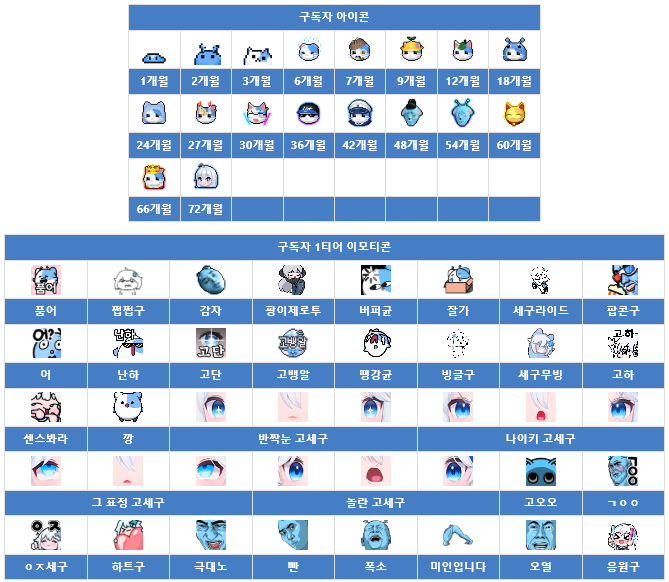 구독자 아이콘
1개월 2개월 3개월 6개월 7개월 9개월 12개월 18개월
24개월 27개월 30개월 36개월 42개월 48개월 54개월 60개월
66개월 72개월
구독자 1티어 이모티콘
품어
품어 쩝쩝구 감자 팡이제로투 버퍼균 잘가 세구라이드 팝콘구
엉?? 난하 고단 고뱅알 고하~
어 난하 고단 고뱅알 땡강균 빙글구 세구무빙 고하
센스봐라 깡 반짝눈 고세구 나이키 고세구
그 표정 고세구 놀란 고세구 고오오 ㄱㅇㅇ
ㅇㅈ
ㅇㅈ세구 하트구 극대노 빤 폭소 미인입니다 오열 응원구